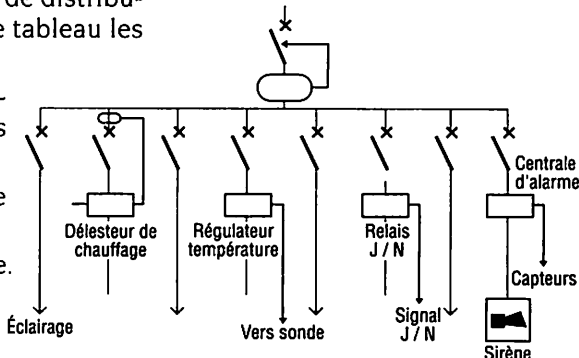 de distribu-
e tableau les
-
s
e
e.
Centrale
d'alarme
Délesteur de
chauffage
Régulateur
température
Relais
J / N
Capteurs
Éclairage
Vers sonde
Signal
J / N
Sirène